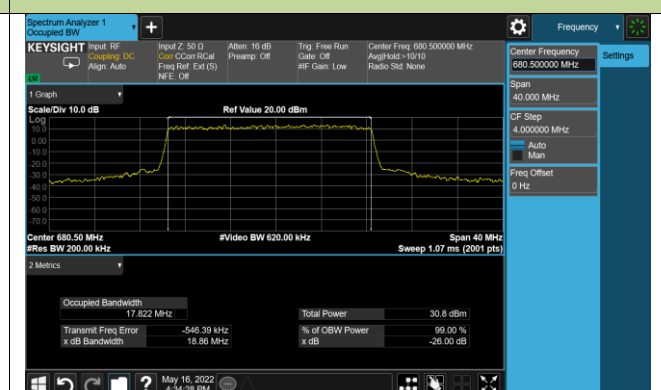 Spectrum Analyzer 1
Occupied BW
+
Frequency
KEYSIGHT
Input: RF
Coupling: DC
Align: Auto
Input Z: 50 Ω
Corr CCorr RCal
Freq Ref: Ext (S)
NFE: Off
Atten: 16 dB
Preamp: Off
Trig: Free Run
Gate: Off
#IF Gain: Low
Center Freq: 680.500000 MHz
Avg|Hold:>10/10
Radio Std: None
LXI
Center Frequency
680.500000 MHz
Settings
Span
40.000 MHz
CF Step
4.000000 MHz
Auto
Man
Freq Offset
0 Hz
1 Graph
Scale/Div 10.0 dB
Ref Value 20.00 dBm
Log
10.0
0.00
-10.0
-20.0
-30.0
-40.0
-50.0
-60.0
-70.0
Center 680.50 MHz
#Video BW 620.00 kHz
Span 40 MHz
#Res BW 200.00 kHz
Sweep 1.07 ms (2001 pts)
2 Metrics
Occupied Bandwidth
17.822 MHz
Total Power
30.8 dBm
Transmit Freq Error
-546.39 kHz
% of OBW Power
99.00 %
x dB Bandwidth
18.86 MHz
x dB
-26.00 dB
?
May 16, 2022
4:34:28 PM